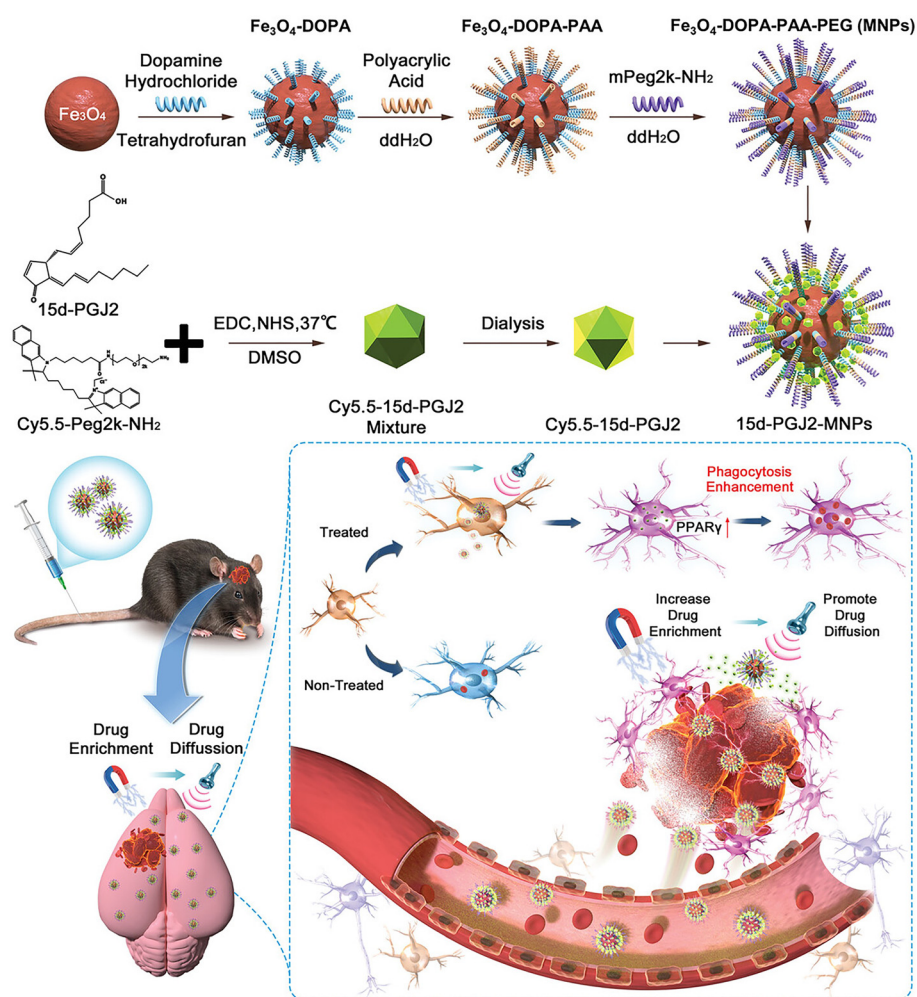 Fe₃O₄-DOPA
Fe₃O₄-DOPA-PAA
Fe₃O₄-DOPA-PAA-PEG (MNPs)
Fe₃O₄
Dopamine
Hydrochloride
Tetrahydrofuran
Polyacrylic
Acid
ddH₂O
mPeg2k-NH₂
ddH₂O
O
OH
O
15d-PGJ2
Cy5.5-Peg2k-NH₂
EDC,NHS,37℃
DMSO
Cy5.5-15d-PGJ2
Mixture
Dialysis
Cy5.5-15d-PGJ2
15d-PGJ2-MNPs
Treated
Non-Treated
PPARγ
Phagocytosis
Enhancement
Increase
Drug
Enrichment
Promote
Drug
Diffusion
Drug
Enrichment
Drug
Diffussion